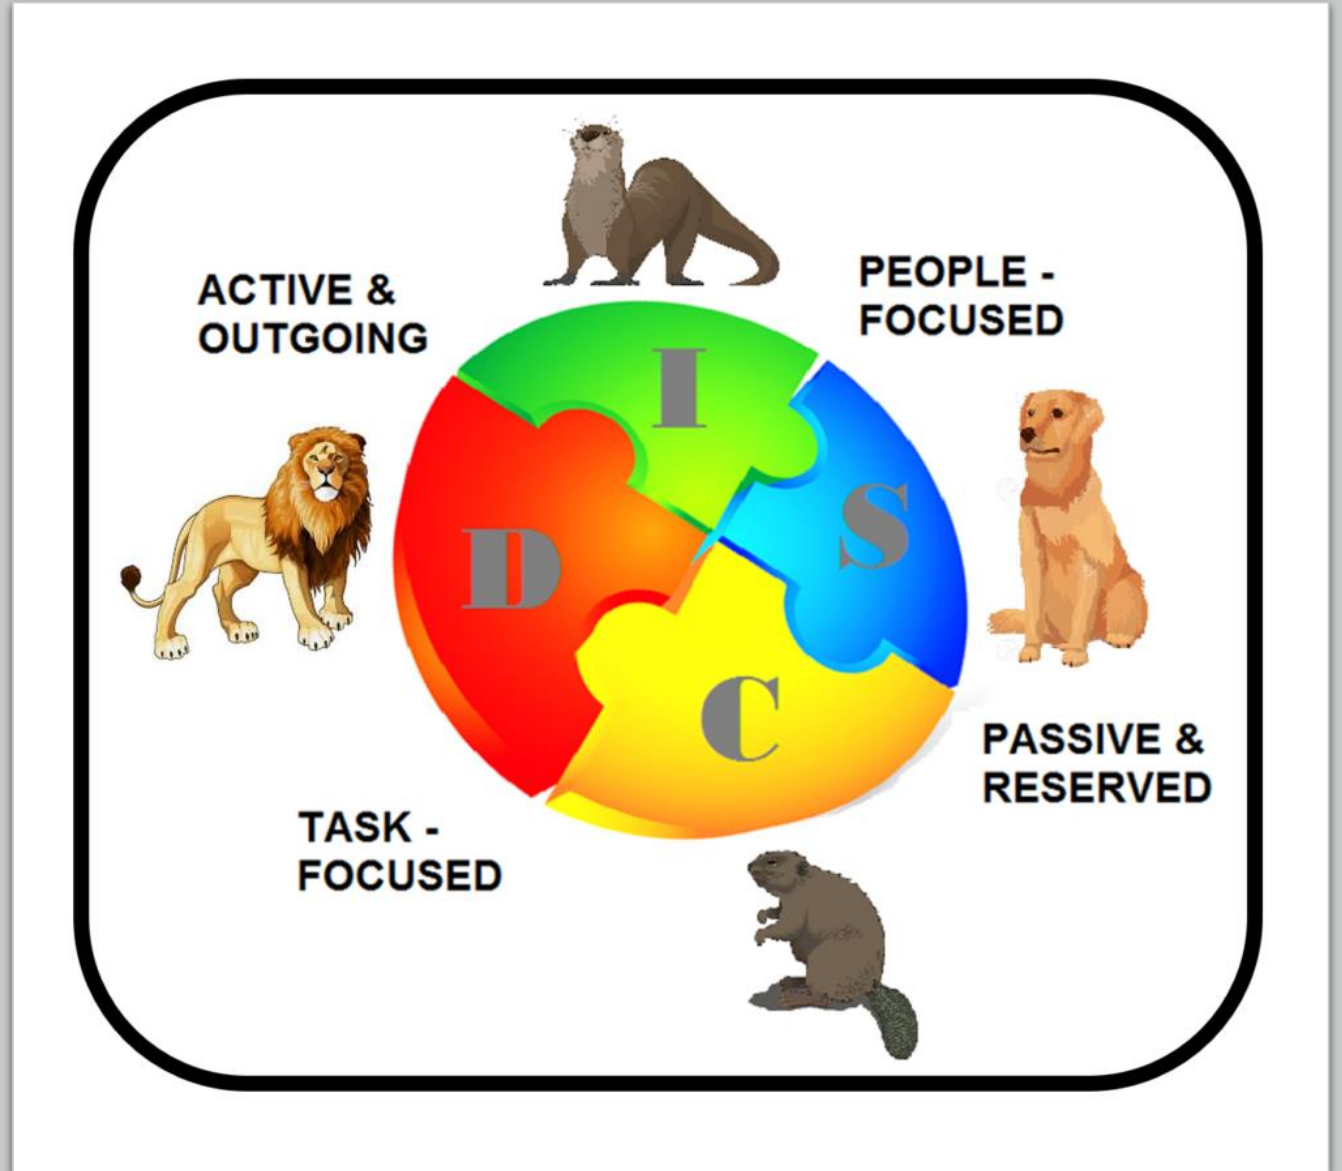 ACTIVE &
OUTGOING
PEOPLE -
FOCUSED
I
S
D
C
PASSIVE &
RESERVED
TASK -
FOCUSED